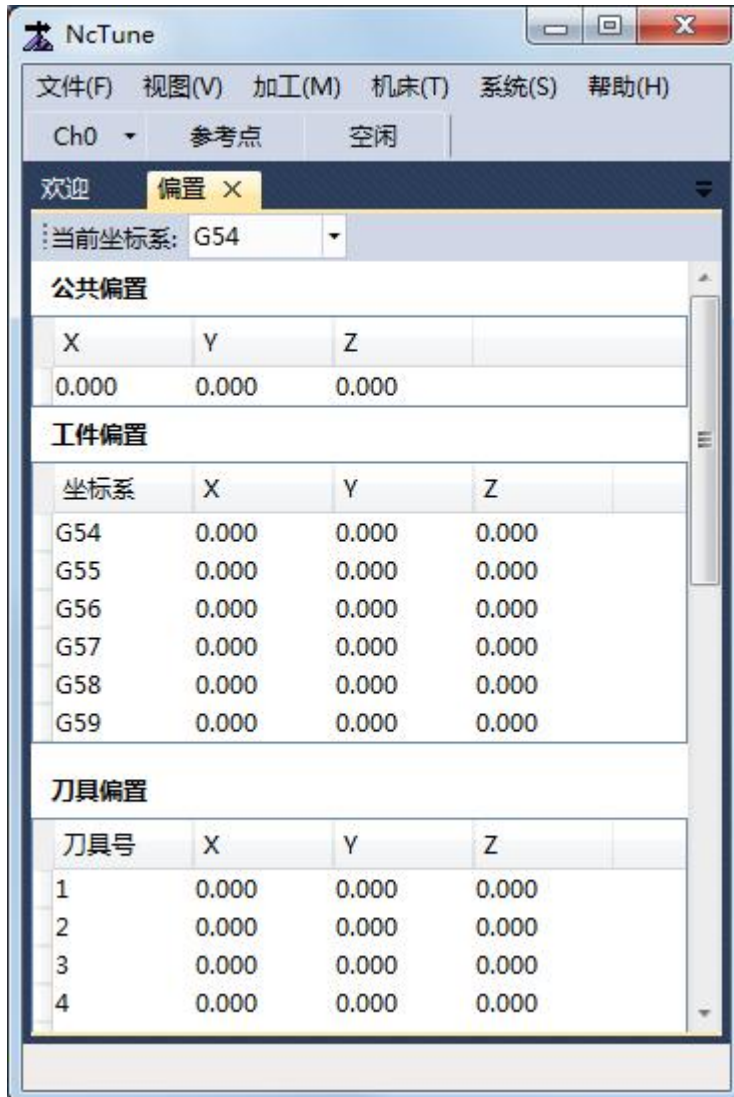 NcTune
文件(F) 视图(V) 加工(M) 机床(T) 系统(S) 帮助(H)
Ch0 参考点 空闲
欢迎 偏置
当前坐标系: G54
公共偏置
X Y Z
0.000 0.000 0.000
工件偏置
坐标系 X Y Z
G54 0.000 0.000 0.000
G55 0.000 0.000 0.000
G56 0.000 0.000 0.000
G57 0.000 0.000 0.000
G58 0.000 0.000 0.000
G59 0.000 0.000 0.000
刀具偏置
刀具号 X Y Z
1 0.000 0.000 0.000
2 0.000 0.000 0.000
3 0.000 0.000 0.000
4 0.000 0.000 0.000